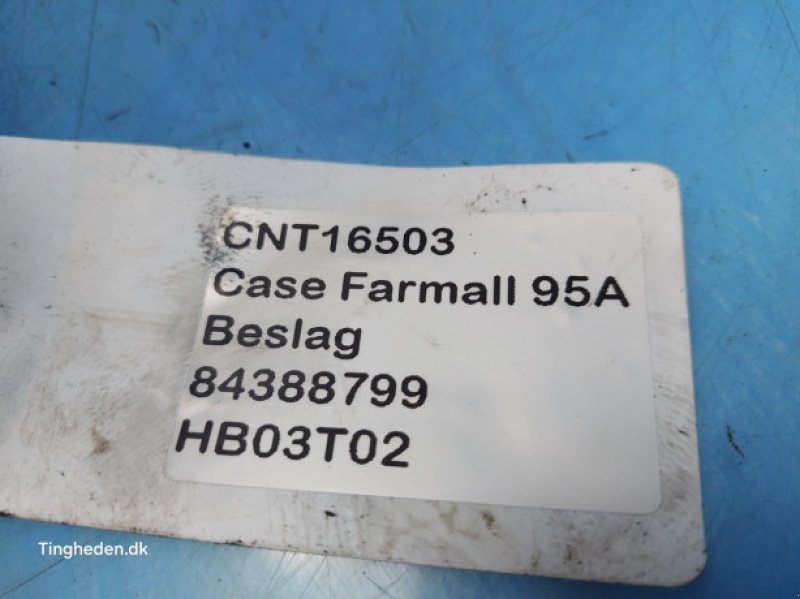 CNT16503
Case Farmall 95A
Beslag
84388799
HB03T02
Tingheden.dk